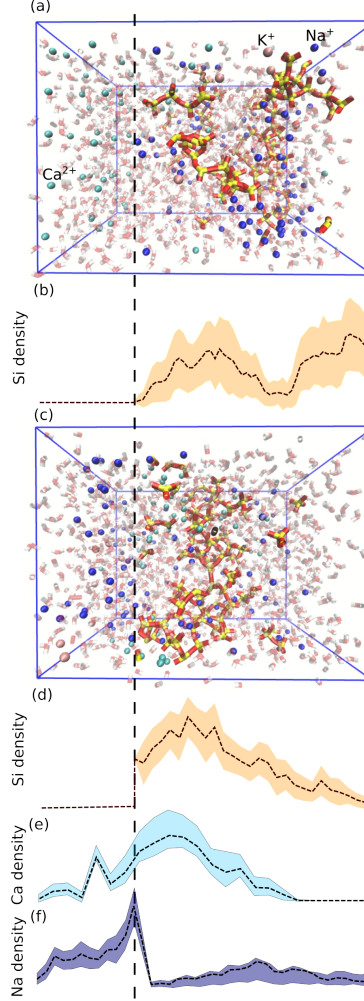 (a)
K⁺
Na⁺
Ca²⁺
(b)
Si density
(c)
(d)
Si density
(e)
Ca density
(f)
Na density